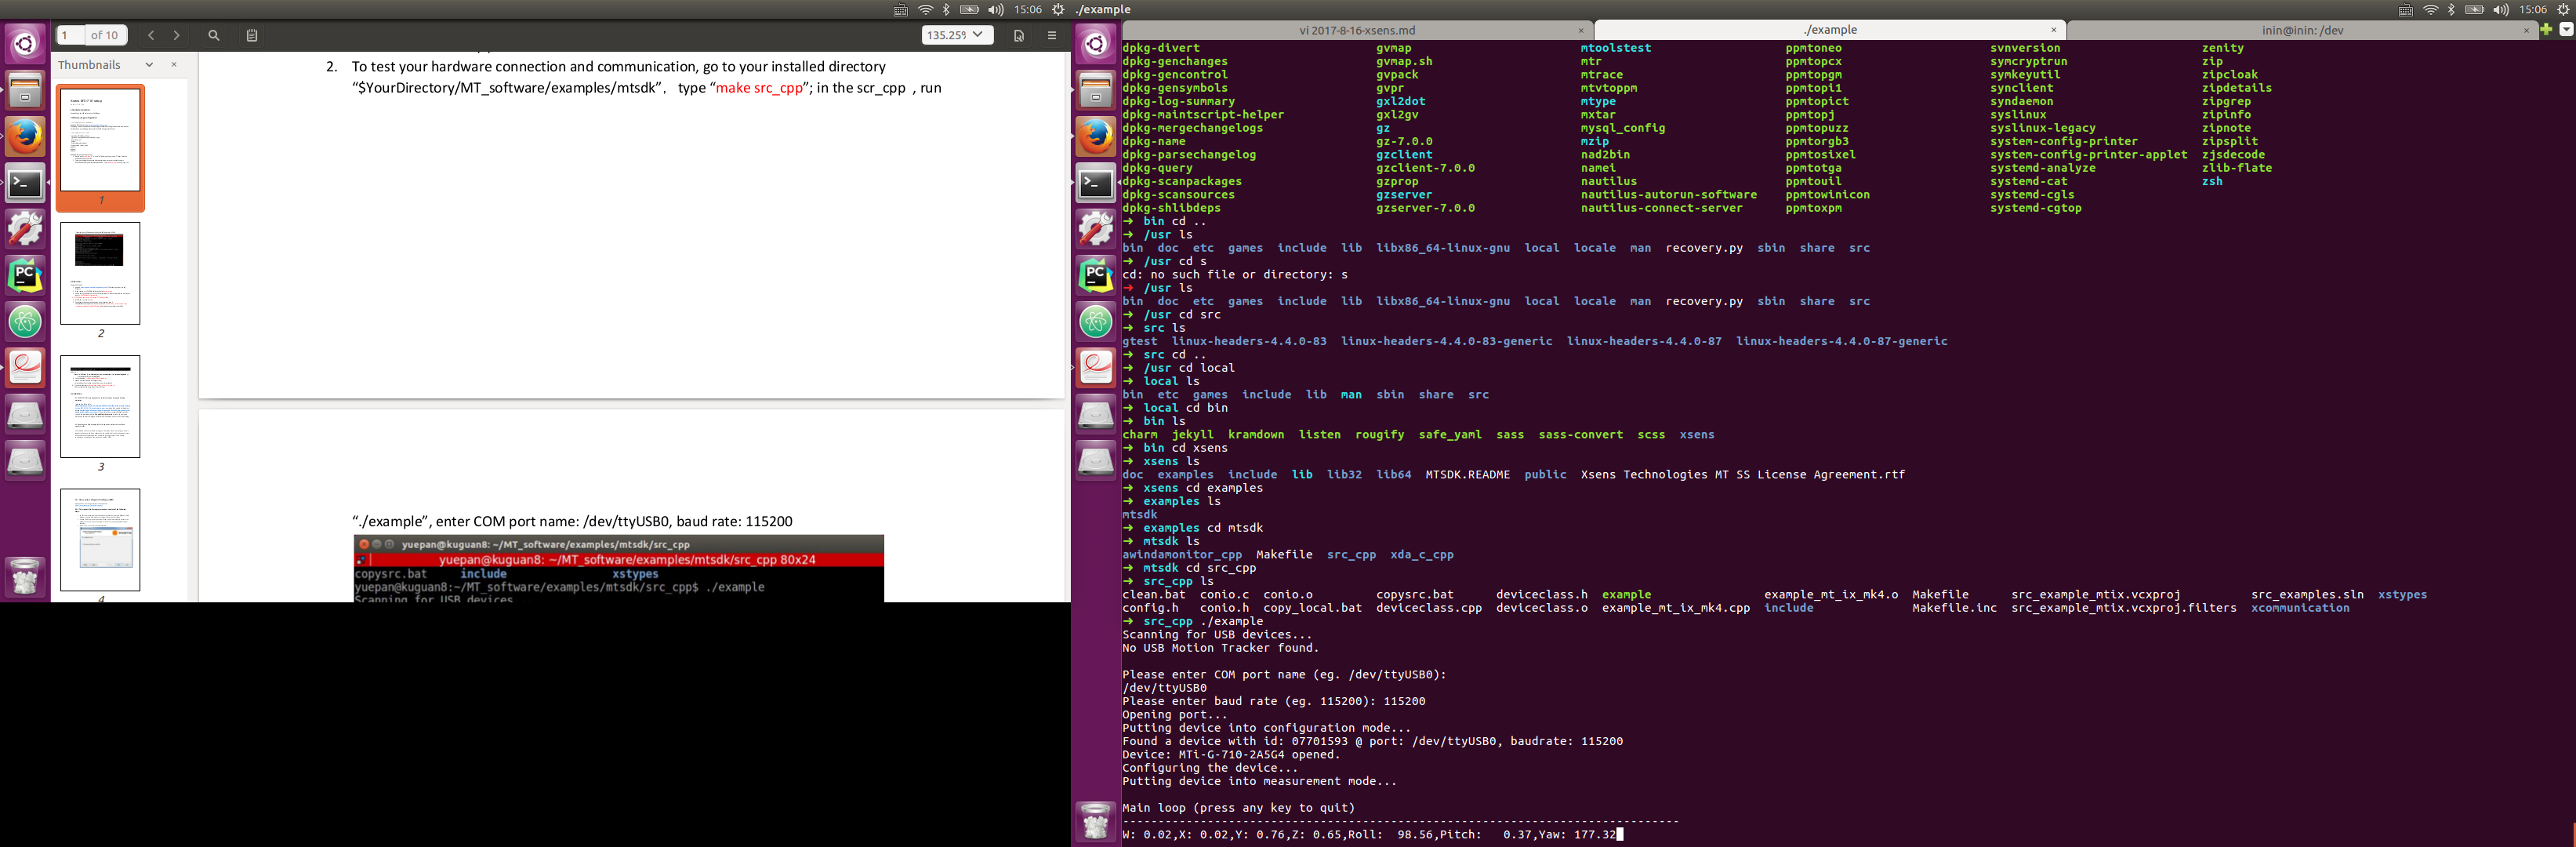 15:06
./example
15:06
1 of 10
135.25%
Thumbnails
1
2
3
4
2. To test your hardware connection and communication, go to your installed directory
“$YourDirectory/MT_software/examples/mtsdk”， type “make src_cpp”; in the scr_cpp , run
“./example”, enter COM port name: /dev/ttyUSB0, baud rate: 115200
yuepan@kuguan8: ~/MT_software/examples/mtsdk/src_cpp
yuepan@kuguan8: ~/MT_software/examples/mtsdk/src_cpp 80x24
copysrc.bat include xstypes
yuepan@kuguan8:~/MT_software/examples/mtsdk/src_cpp$ ./example
Scanning for USB devices...
vi 2017-8-16-xsens.md
./example
inin@inin: /dev
dpkg-divert gvmap mtoolstest ppmtoneo svnversion zenity
dpkg-genchanges gvmap.sh mtr ppmtopcx symcryptrun zip
dpkg-gencontrol gvpack mtrace ppmtopgm symkeyutil zipcloak
dpkg-gensymbols gvpr mtvtoppm ppmtopi1 synclient zipdetails
dpkg-log-summary gxl2dot mtype ppmtopict syndaemon zipgrep
dpkg-maintscript-helper gxl2gv mxtar ppmtopj syslinux zipinfo
dpkg-mergechangelogs gz mysql_config ppmtopuzz syslinux-legacy zipnote
dpkg-name gz-7.0.0 mzip ppmtorgb3 system-config-printer zipsplit
dpkg-parsechangelog gzclient nad2bin ppmtosixel system-config-printer-applet zjsdecode
dpkg-query gzclient-7.0.0 namei ppmtotga systemd-analyze zlib-flate
dpkg-scanpackages gzprop nautilus ppmtouil systemd-cat zsh
dpkg-scansources gzserver nautilus-autorun-software ppmtowinicon systemd-cgls
dpkg-shlibdeps gzserver-7.0.0 nautilus-connect-server ppmtoxpm systemd-cgtop
➜ bin cd ..
➜ /usr ls
bin doc etc games include lib libx86_64-linux-gnu local locale man recovery.py sbin share src
➜ /usr cd s
cd: no such file or directory: s
➜ /usr ls
bin doc etc games include lib libx86_64-linux-gnu local locale man recovery.py sbin share src
➜ /usr cd src
➜ src ls
gtest linux-headers-4.4.0-83 linux-headers-4.4.0-83-generic linux-headers-4.4.0-87 linux-headers-4.4.0-87-generic
➜ src cd ..
➜ /usr cd local
➜ local ls
bin etc games include lib man sbin share src
➜ local cd bin
➜ bin ls
charm jekyll kramdown listen rougify safe_yaml sass sass-convert scss xsens
➜ bin cd xsens
➜ xsens ls
doc examples include lib lib32 lib64 MTSDK.README public Xsens Technologies MT SS License Agreement.rtf
➜ xsens cd examples
➜ examples ls
mtsdk
➜ examples cd mtsdk
➜ mtsdk ls
awindamonitor_cpp Makefile src_cpp xda_c_cpp
➜ mtsdk cd src_cpp
➜ src_cpp ls
clean.bat conio.c conio.o copysrc.bat deviceclass.h example example_mt_ix_mk4.o Makefile src_example_mtix.vcxproj src_examples.sln xstypes
config.h conio.h copy_local.bat deviceclass.cpp deviceclass.o example_mt_ix_mk4.cpp include Makefile.inc src_example_mtix.vcxproj.filters xcommunication
➜ src_cpp ./example
Scanning for USB devices...
No USB Motion Tracker found.
Please enter COM port name (eg. /dev/ttyUSB0):
/dev/ttyUSB0
Please enter baud rate (eg. 115200): 115200
Opening port...
Putting device into configuration mode...
Found a device with id: 07701593 @ port: /dev/ttyUSB0, baudrate: 115200
Device: MTi-G-710-2A5G4 opened.
Configuring the device...
Putting device into measurement mode...
Main loop (press any key to quit)
-------------------------------------------------------------------------------
W: 0.02,X: 0.02,Y: 0.76,Z: 0.65,Roll: 98.56,Pitch: 0.37,Yaw: 177.32